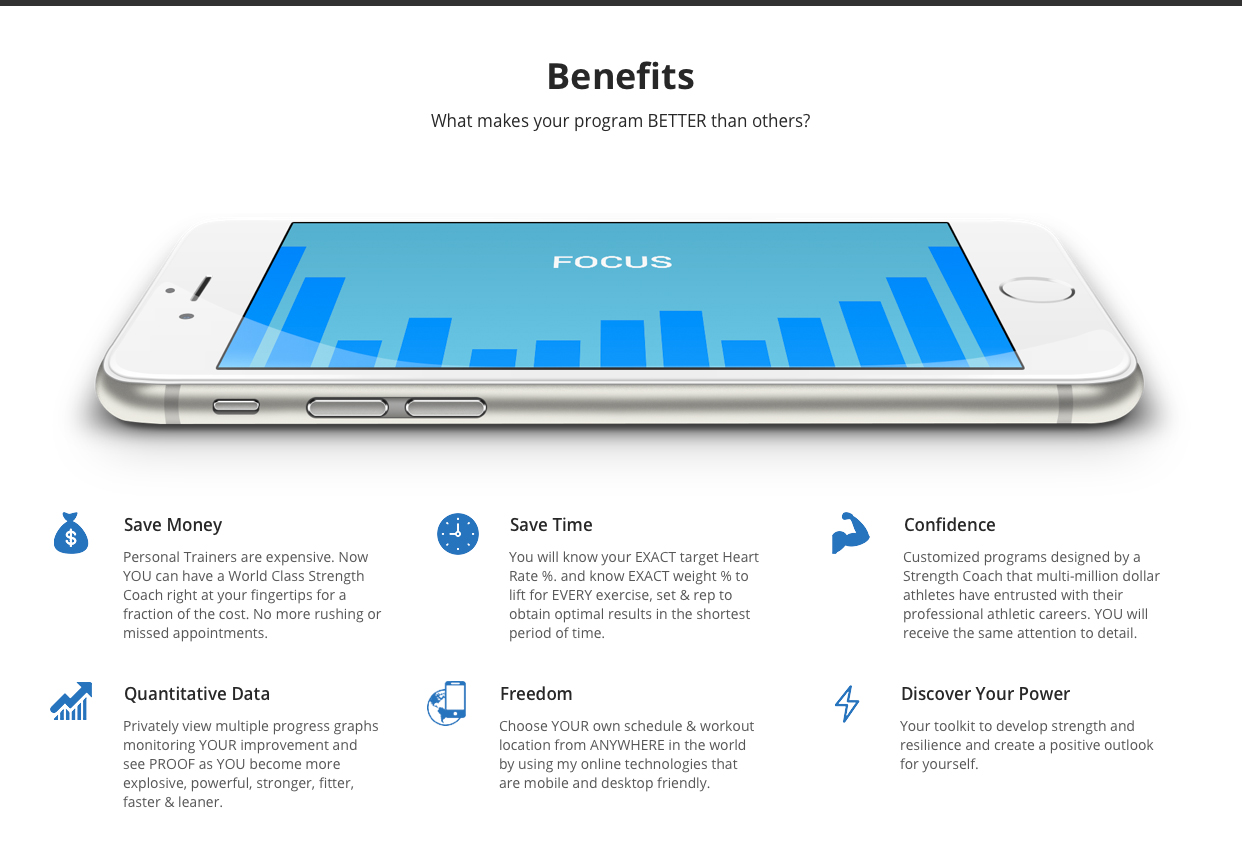 Benefits
What makes your program BETTER than others?
FOCUS
$
Save Money
Personal Trainers are expensive. Now
YOU can have a World Class Strength
Coach right at your fingertips for a
fraction of the cost. No more rushing or
missed appointments.
Save Time
You will know your EXACT target Heart
Rate %. and know EXACT weight % to
lift for EVERY exercise, set & rep to
obtain optimal results in the shortest
period of time.
Confidence
Customized programs designed by a
Strength Coach that multi-million dollar
athletes have entrusted with their
professional athletic careers. YOU will
receive the same attention to detail.
Quantitative Data
Privately view multiple progress graphs
monitoring YOUR improvement and
see PROOF as YOU become more
explosive, powerful, stronger, fitter,
faster & leaner.
Freedom
Choose YOUR own schedule & workout
location from ANYWHERE in the world
by using my online technologies that
are mobile and desktop friendly.
Discover Your Power
Your toolkit to develop strength and
resilience and create a positive outlook
for yourself.